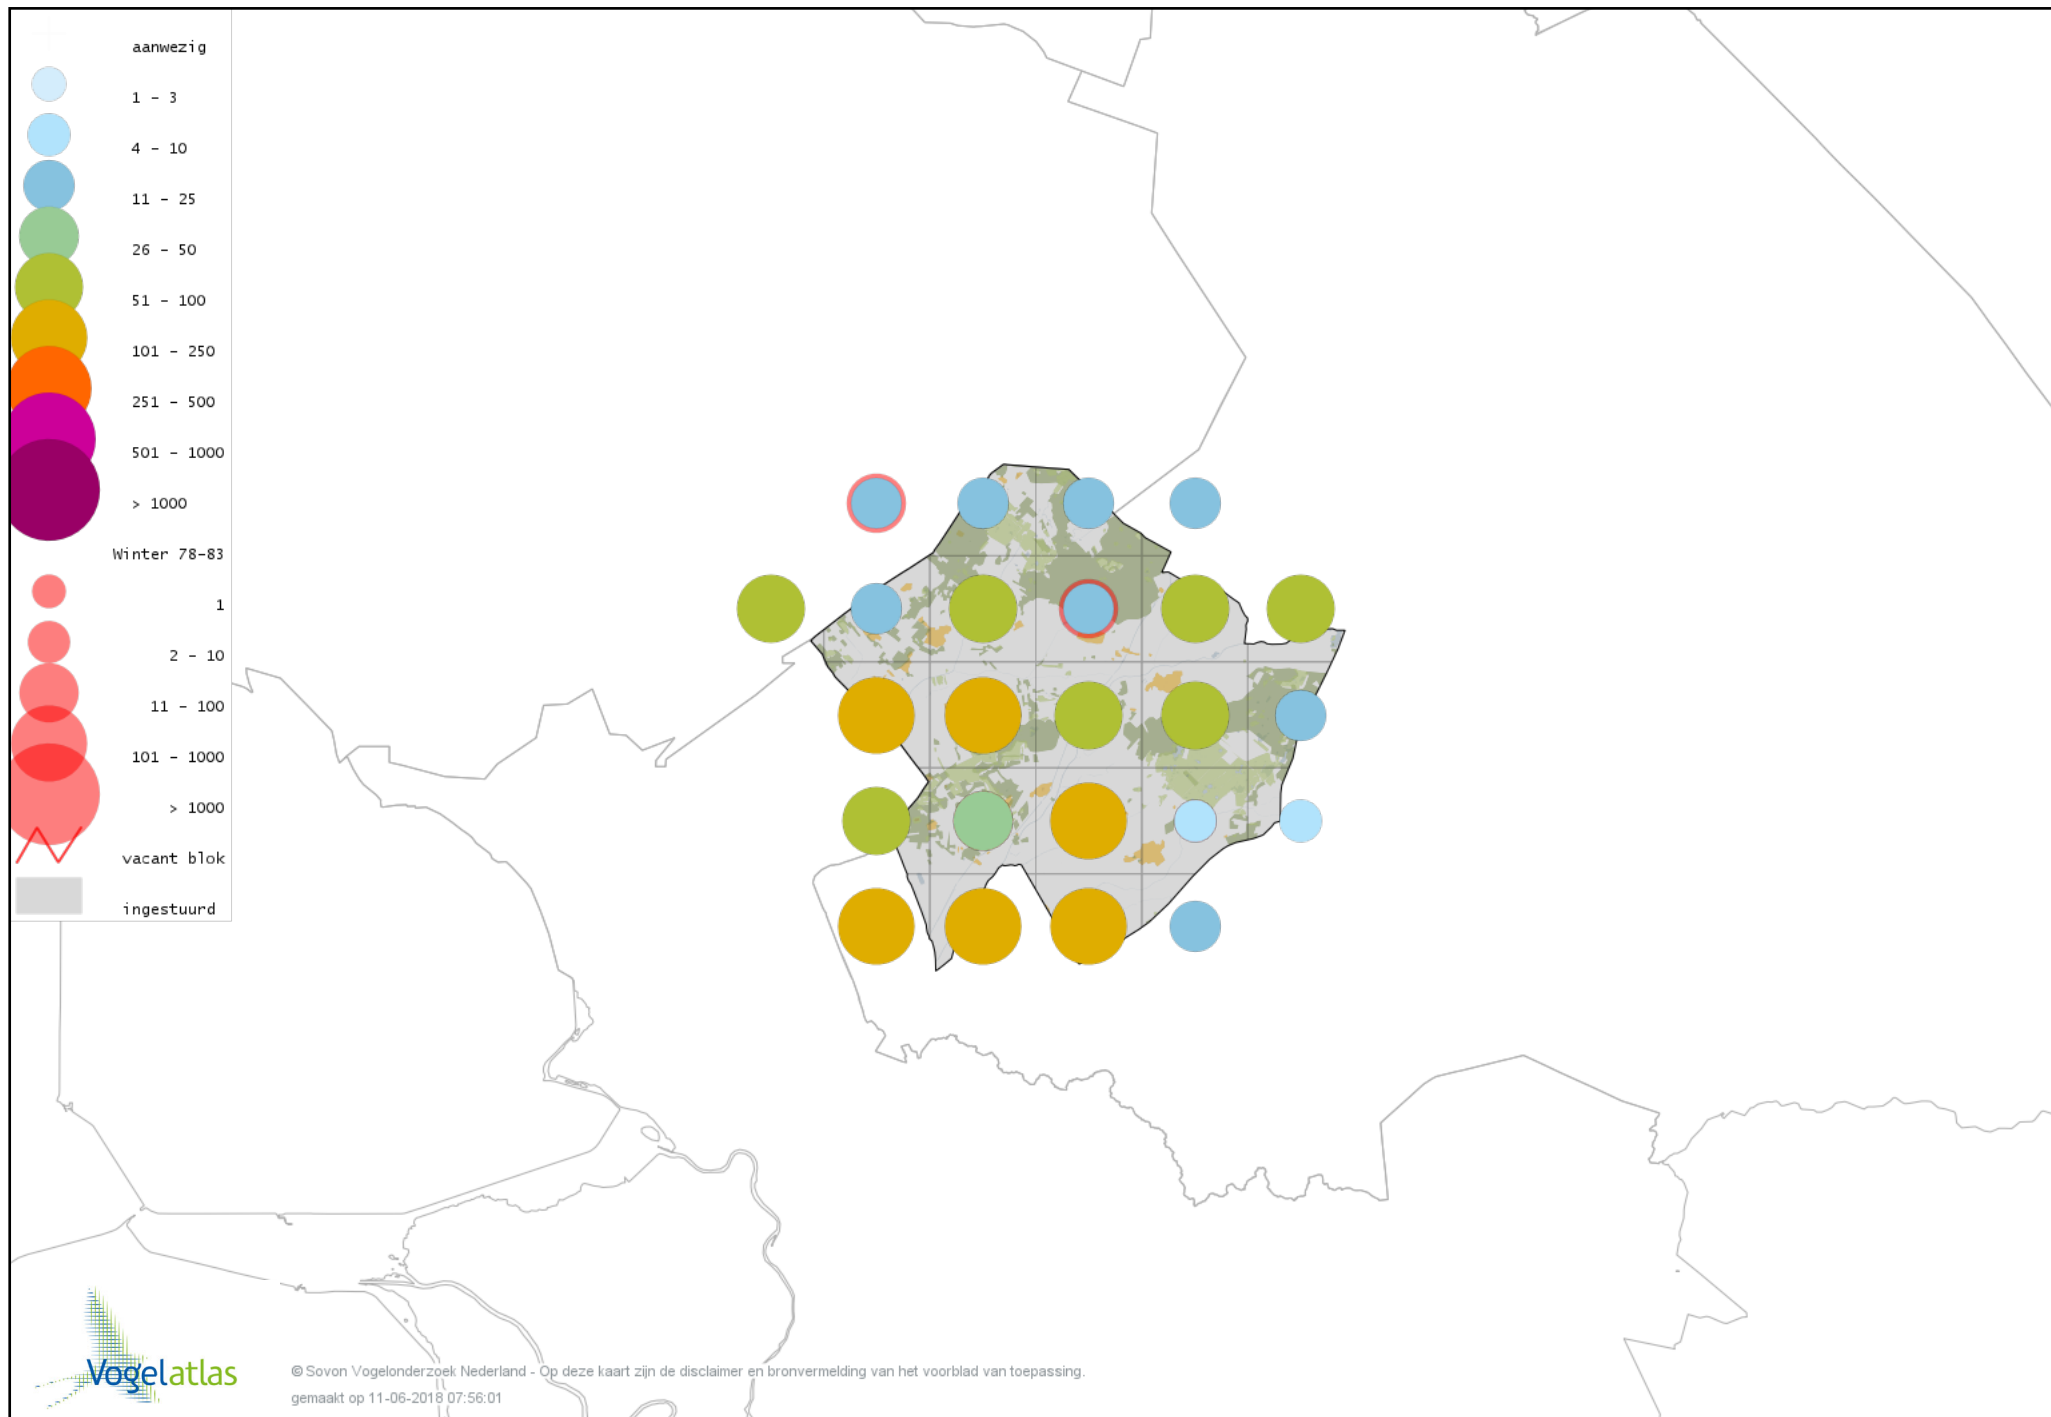 aanwezig
1 - 3
4 - 10
11 - 25
26 - 50
51 - 100
101 - 250
251 - 500
501 - 1000
> 1000
Winter 78-83
1
2 - 10
11 - 100
101 - 1000
> 1000
vacant blok
ingestuurd
Vogelatlas
© Sovon Vogelonderzoek Nederland - Op deze kaart zijn de disclaimer en bronvermelding van het voorblad van toepassing.
gemaakt op 11-06-2018 07:56:01